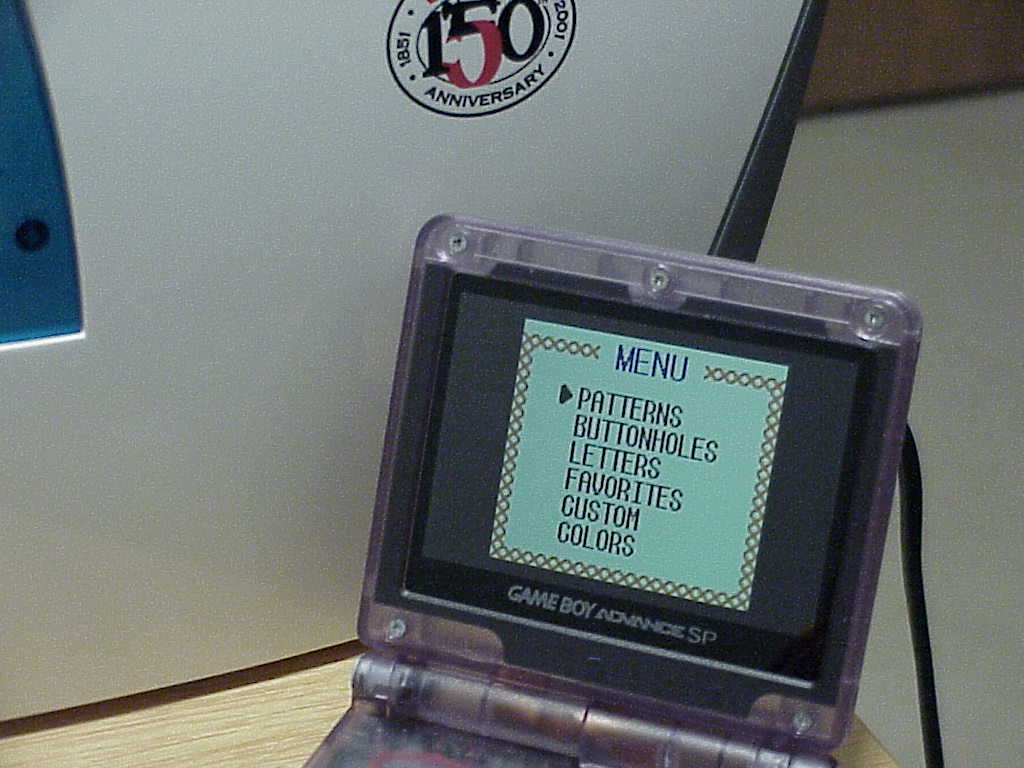 1851
150
2001
ANNIVERSARY
MENU
PATTERNS
BUTTONHOLES
LETTERS
FAVORITES
CUSTOM
COLORS
GAME BOY ADVANCE SP